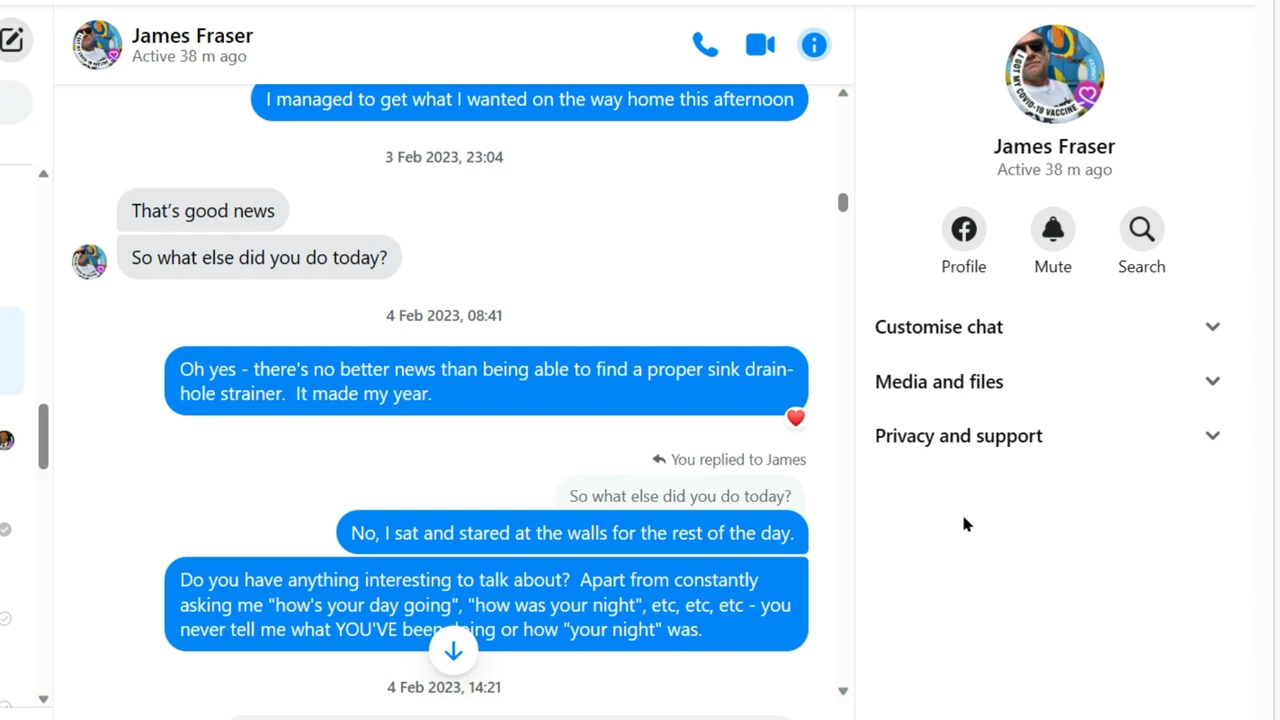 James Fraser
Active 38 m ago
I managed to get what I wanted on the way home this afternoon
3 Feb 2023, 23:04
That's good news
So what else did you do today?
4 Feb 2023, 08:41
Oh yes - there's no better news than being able to find a proper sink drain-
hole strainer.  It made my year.
You replied to James
So what else did you do today?
No, I sat and stared at the walls for the rest of the day.
Do you have anything interesting to talk about?  Apart from constantly
asking me "how's your day going", "how was your night", etc, etc, etc - you
never tell me what YOU'VE been doing or how "your night" was.
4 Feb 2023, 14:21
I GOT MY COVID-19 VACCINE
James Fraser
Active 38 m ago
Profile
Mute
Search
Customise chat
Media and files
Privacy and support